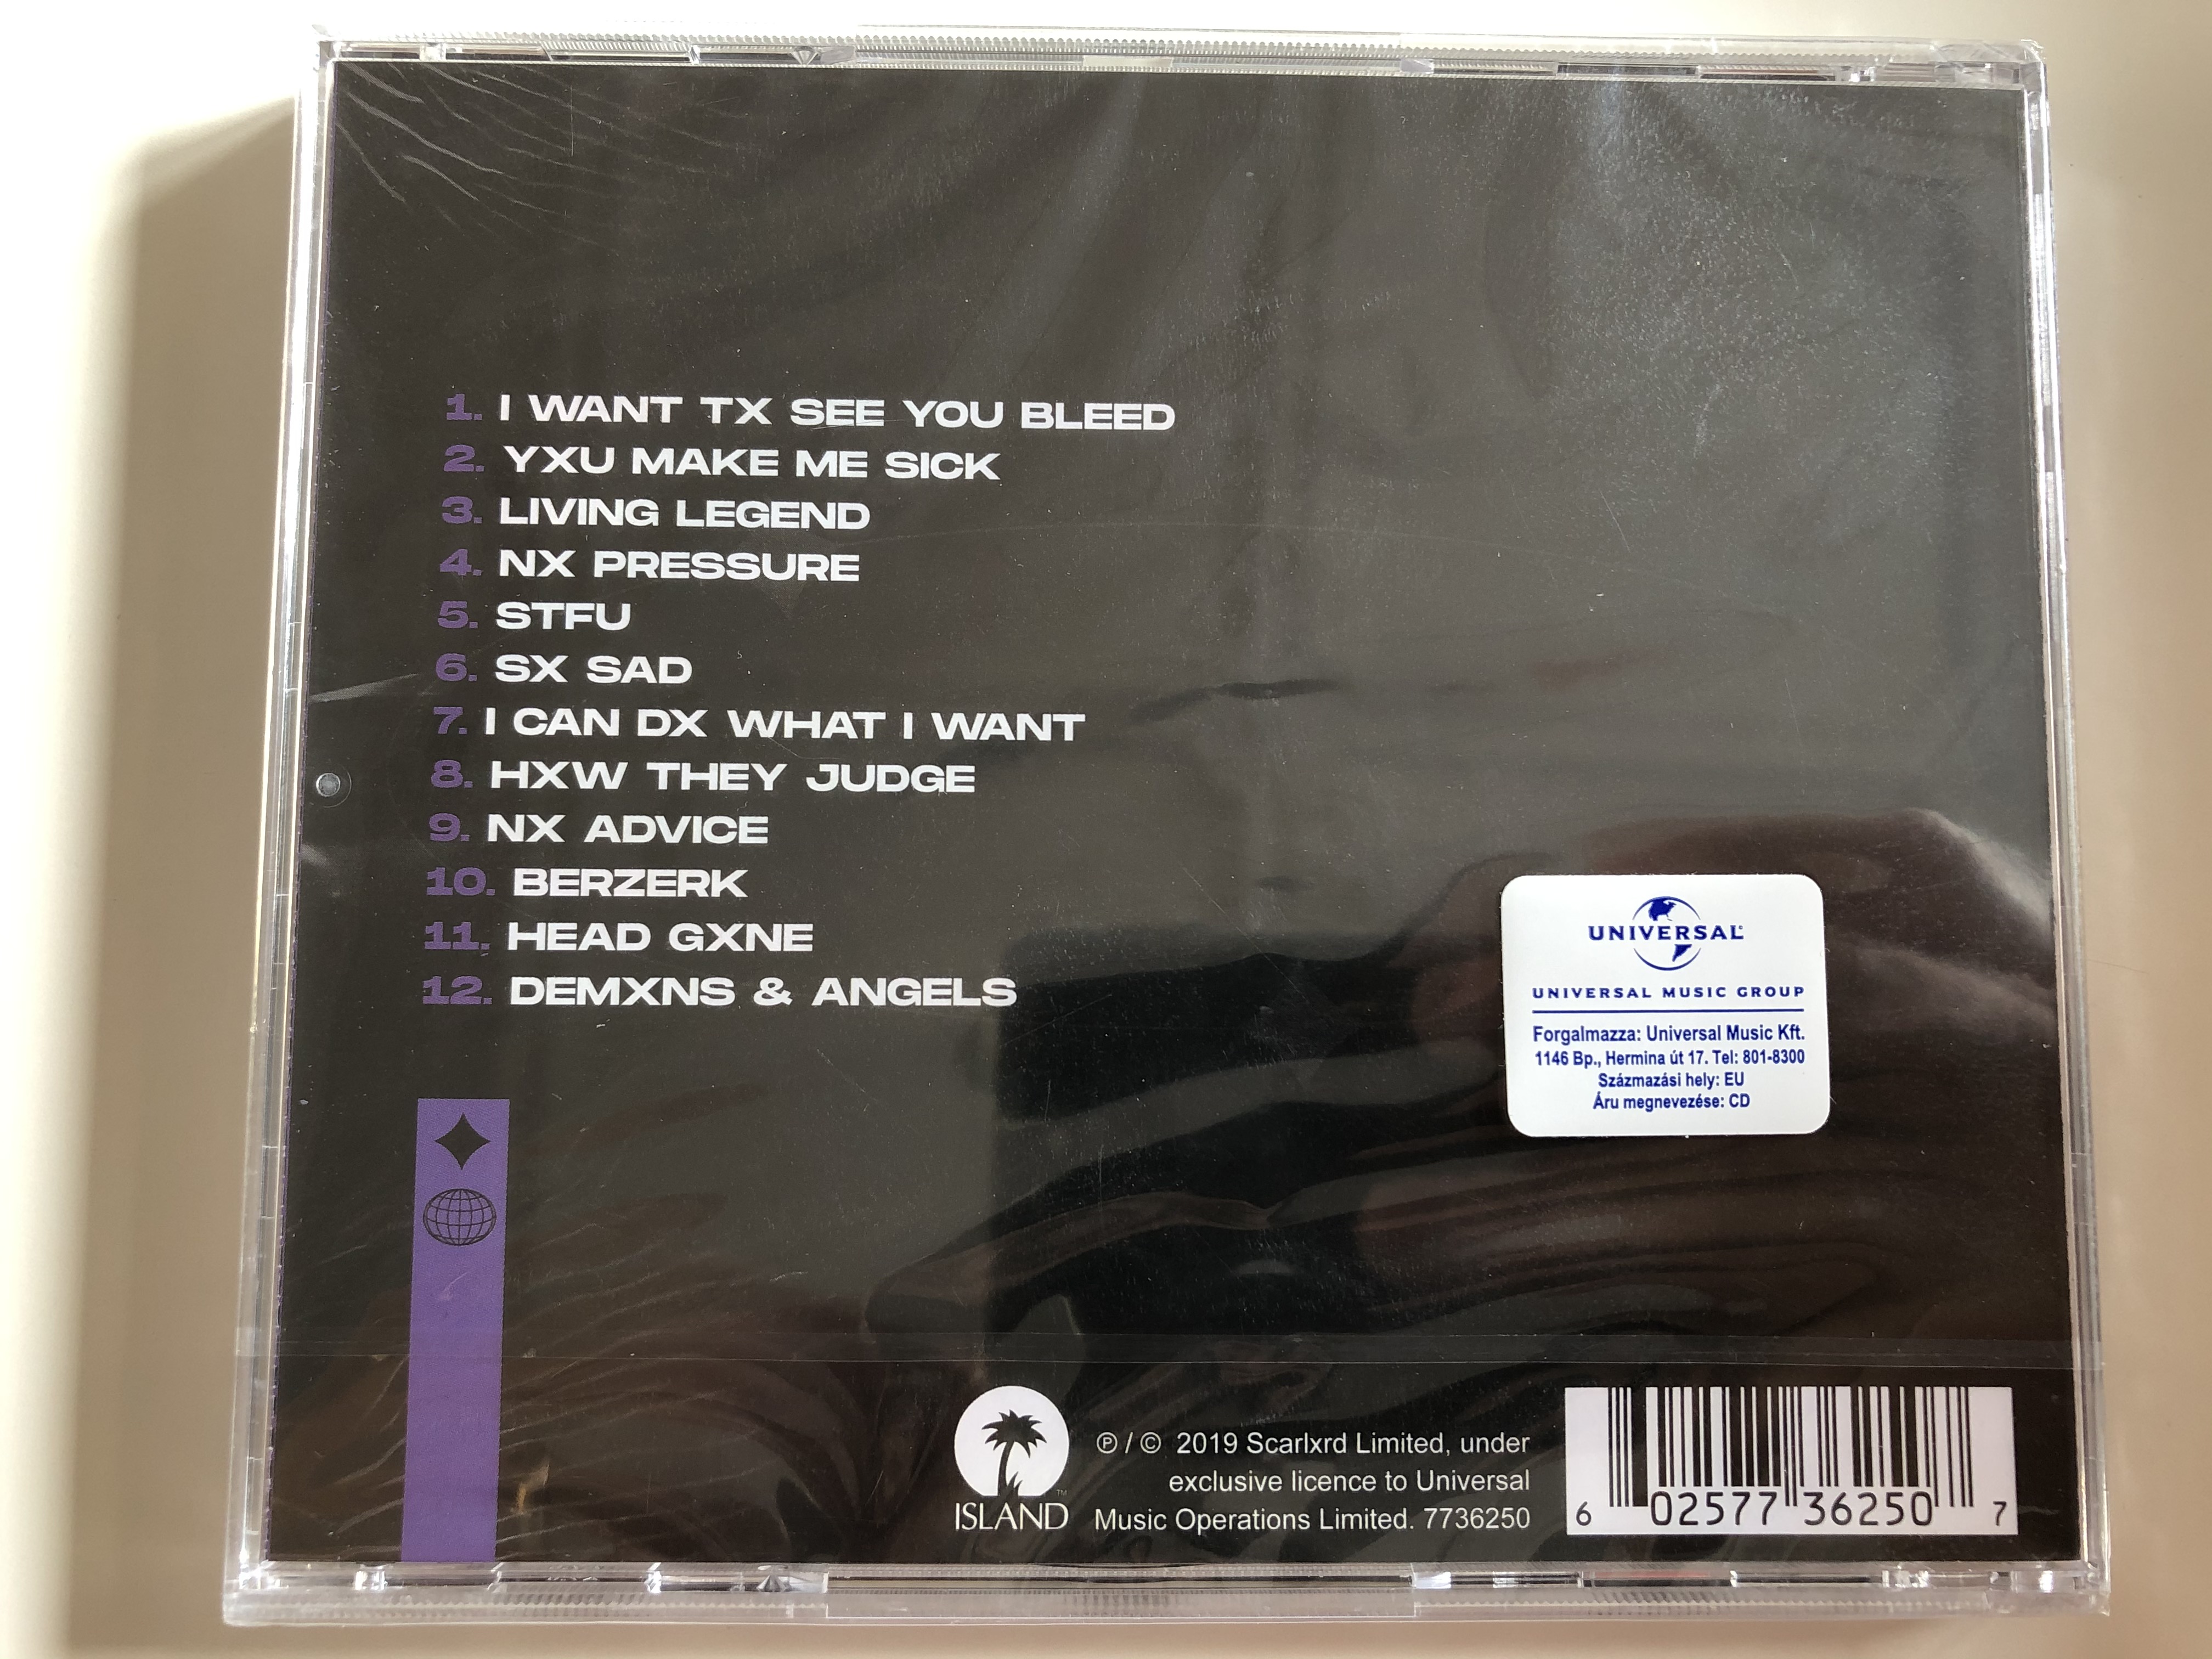 1. I WANT TX SEE YOU BLEED
2. YXU MAKE ME SICK
3. LIVING LEGEND
4. NX PRESSURE
5. STFU
6. SX SAD
7. I CAN DX WHAT I WANT
8. HXW THEY JUDGE
9. NX ADVICE
10. BERZERK
11. HEAD GXNE
12. DEMXNS & ANGELS
UNIVERSAL®
UNIVERSAL MUSIC GROUP
Forgalmazza: Universal Music Kft.
1146 Bp., Hermina út 17. Tel: 801-8300
Százmazási hely: EU
Áru megnevezése: CD
ISLAND™
℗ / © 2019 Scarlxrd Limited, under
exclusive licence to Universal
Music Operations Limited. 7736250
6 02577 36250 7